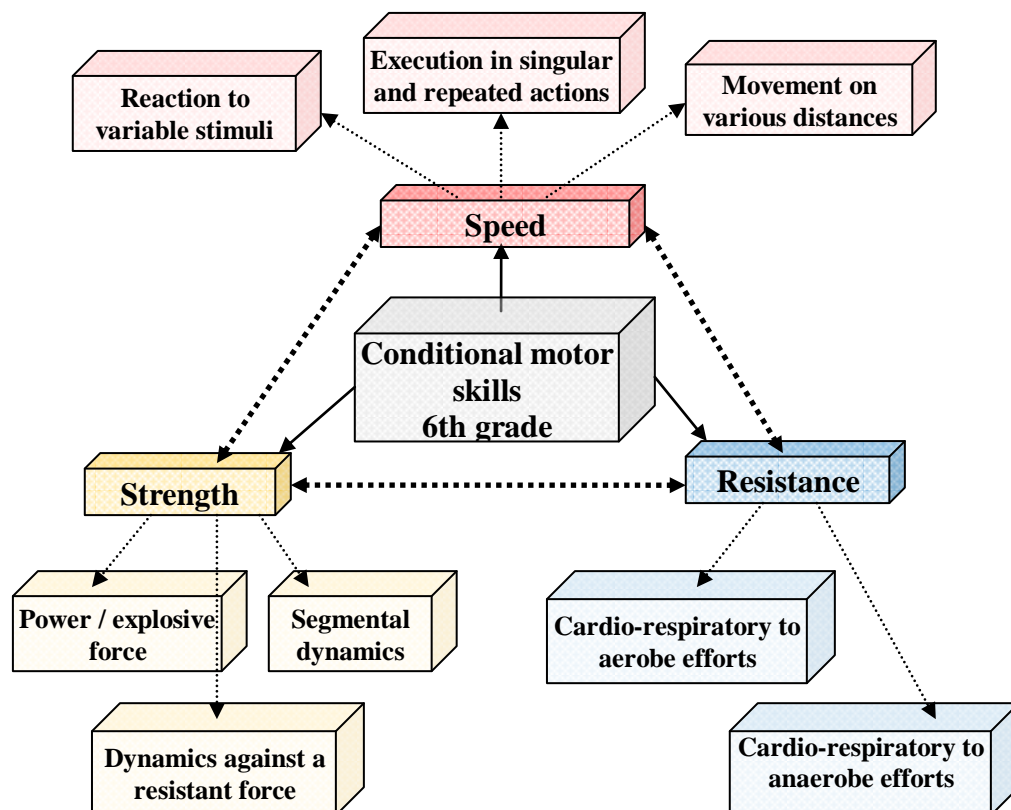 Reaction to
variable stimuli
Execution in singular
and repeated actions
Movement on
various distances
Speed
Conditional motor
skills
6th grade
Strength
Resistance
Power / explosive
force
Segmental
dynamics
Dynamics against a
resistant force
Cardio-respiratory to
aerobe efforts
Cardio-respiratory to
anaerobe efforts